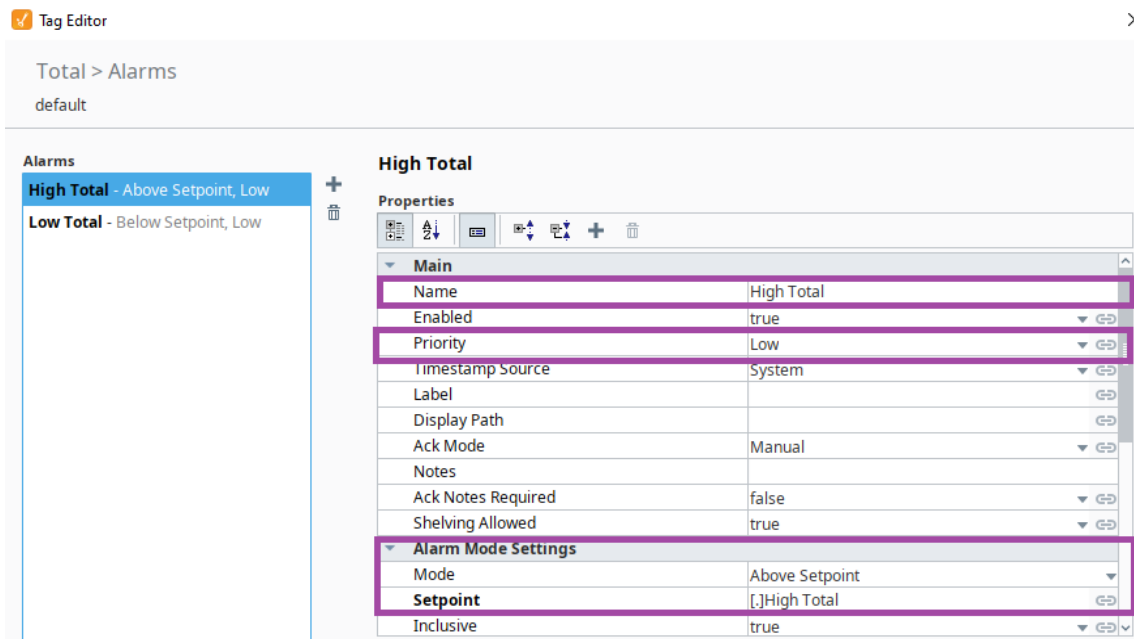 Tag Editor
Total > Alarms
default
Alarms
High Total - Above Setpoint, Low
Low Total - Below Setpoint, Low
High Total
Properties
Main
Name High Total
Enabled true
Priority Low
Timestamp Source System
Label
Display Path
Ack Mode Manual
Notes
Ack Notes Required false
Shelving Allowed true
Alarm Mode Settings
Mode Above Setpoint
Setpoint [.]High Total
Inclusive true